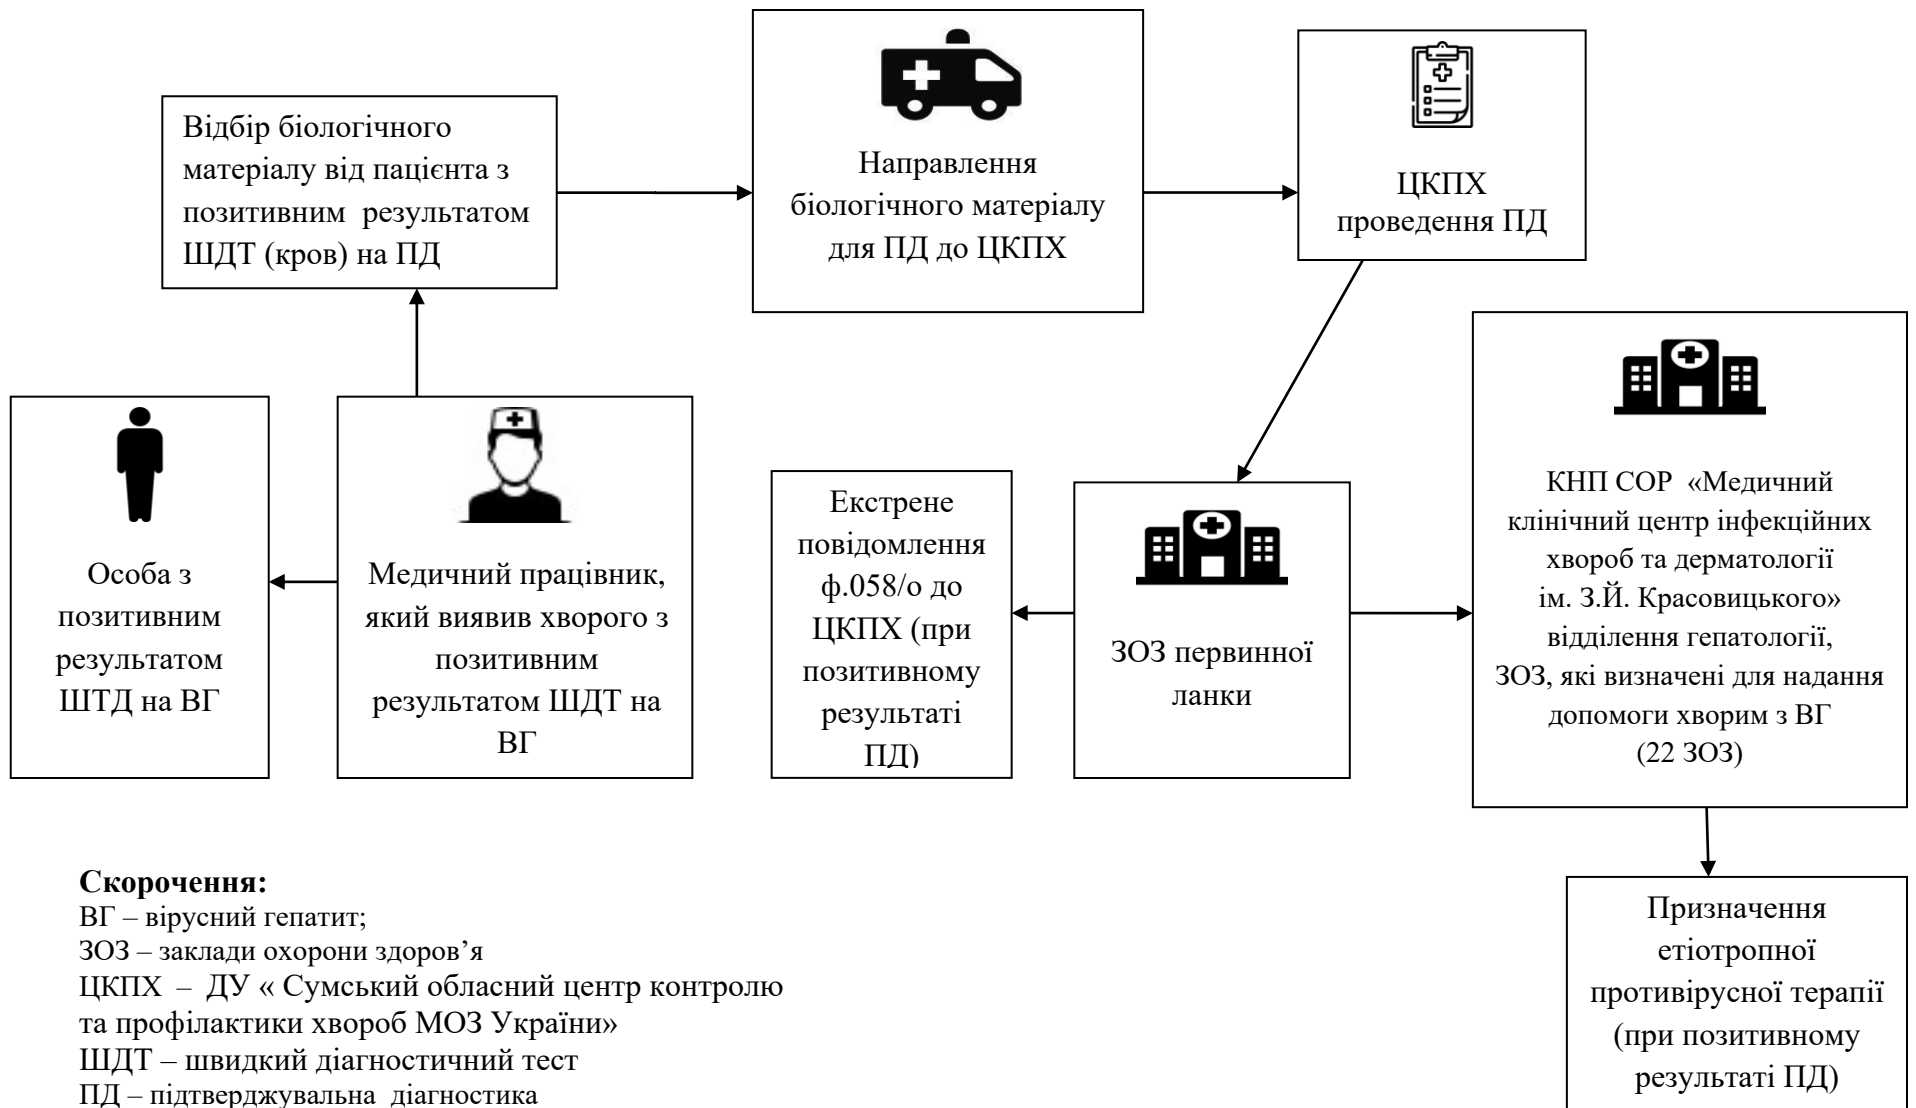 Відбір біологічного
матеріалу від пацієнта з
позитивним результатом
ШДТ (кров) на ПД
Направлення
біологічного матеріалу
для ПД до ЦКПХ
ЦКПХ
проведення ПД
Особа з
позитивним
результатом
ШТД на ВГ
Медичний працівник,
який виявив хворого з
позитивним
результатом ШДТ на
ВГ
Екстрене
повідомлення
ф.058/о до
ЦКПХ (при
позитивному
результаті
ПД)
ЗОЗ первинної
ланки
КНП СОР «Медичний
клінічний центр інфекційних
хвороб та дерматології
ім. З.Й. Красовицького»
відділення гепатології,
ЗОЗ, які визначені для надання
допомоги хворим з ВГ
(22 ЗОЗ)
Призначення
етіотропної
противірусної терапії
(при позитивному
результаті ПД)
Скорочення:
ВГ – вірусний гепатит;
ЗОЗ – заклади охорони здоров’я
ЦКПХ – ДУ « Сумський обласний центр контролю
та профілактики хвороб МОЗ України»
ШДТ – швидкий діагностичний тест
ПД – підтверджувальна діагностика